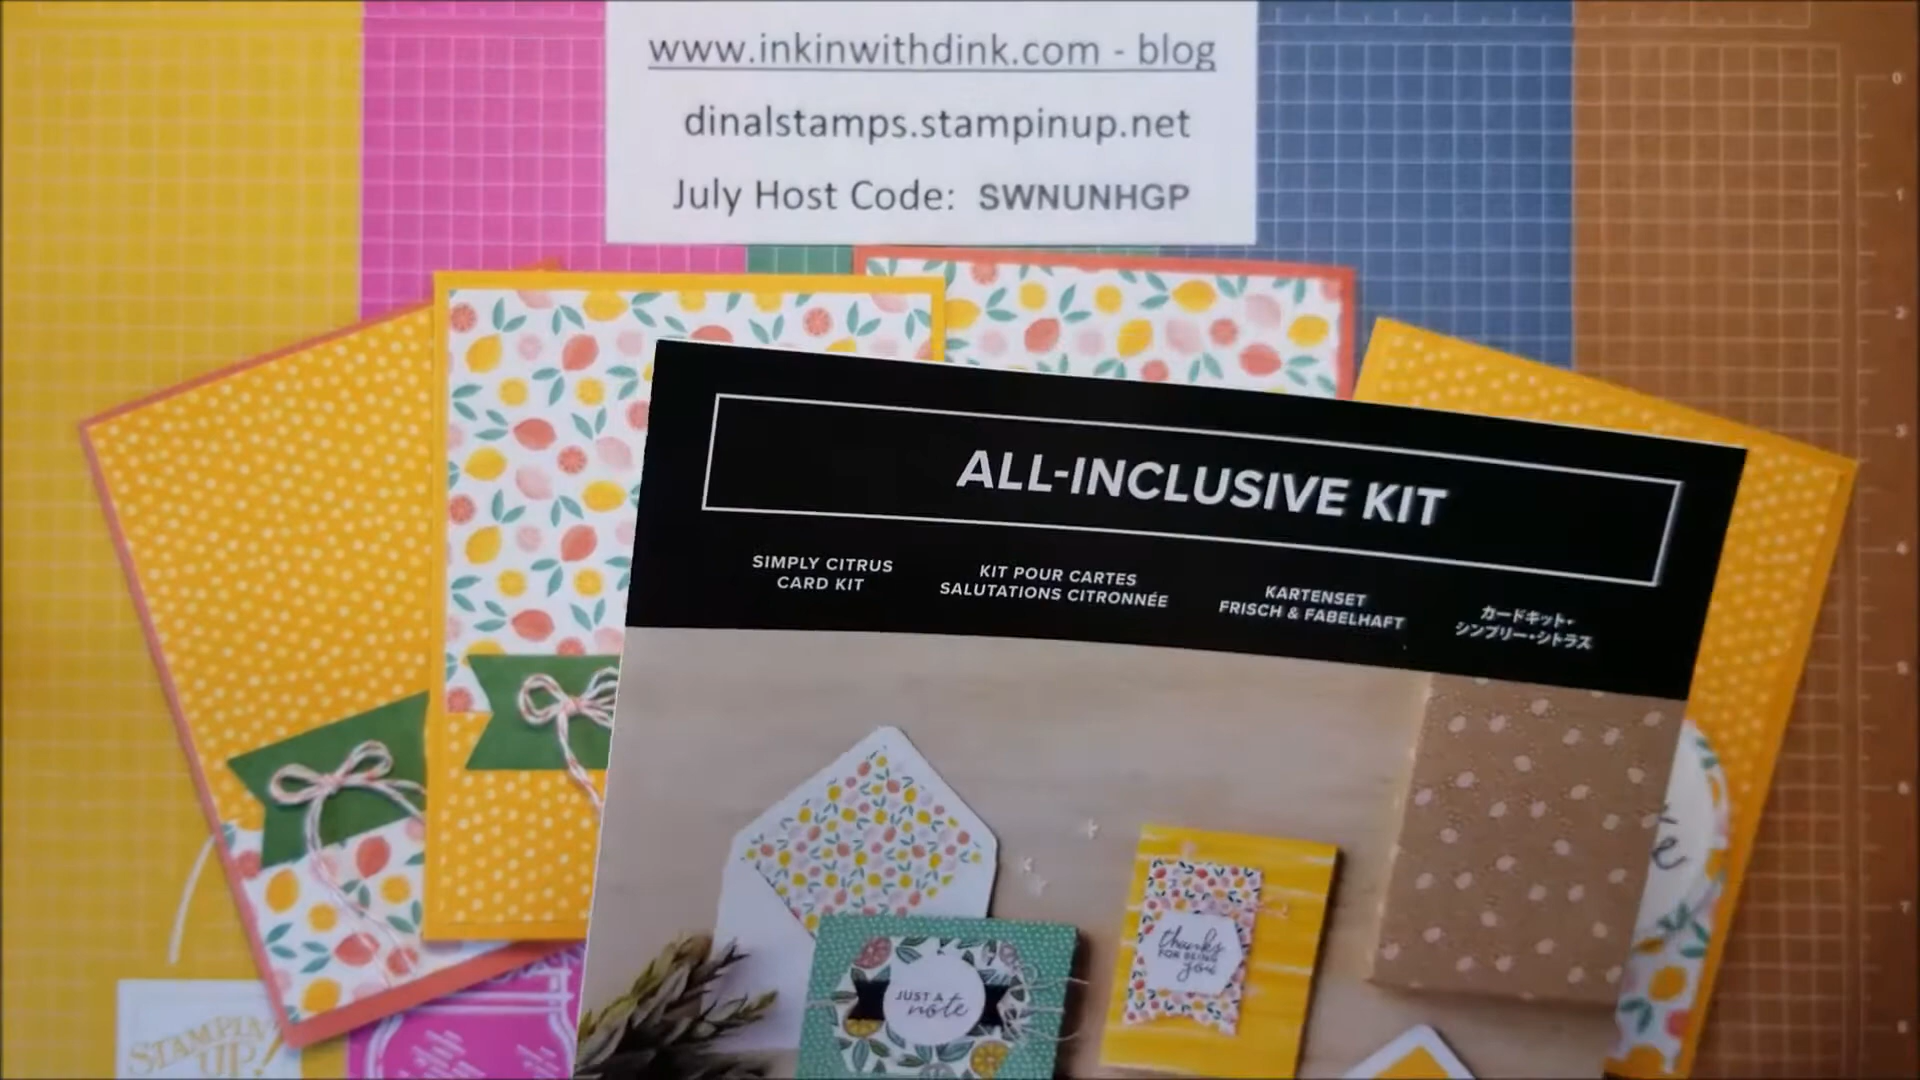 www.inkinwithdink.com - blog
dinalstamps.stampinup.net
July Host Code: SWNUNHGP
ALL-INCLUSIVE KIT
SIMPLY CITRUS
CARD KIT
KIT POUR CARTES
SALUTATIONS CITRONNÉE
KARTENSET
FRISCH & FABELHAFT
カードキット・
シンプリー・シトラス
thanks
FOR BEING
you
JUST A
note
STAMPIN'
UP!